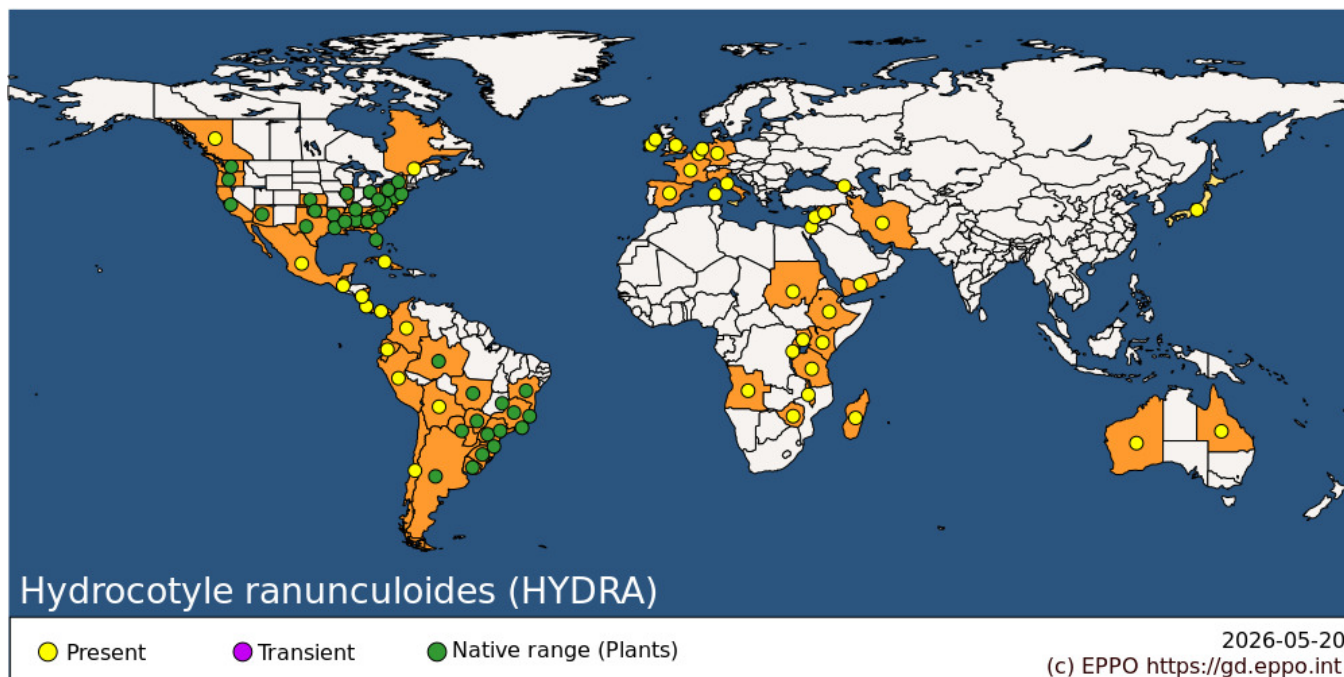 Hydrocotyle ranunculoides (HYDRA)
Present
Transient
Native range (Plants)
2026-05-20
(c) EPPO https://gd.eppo.int